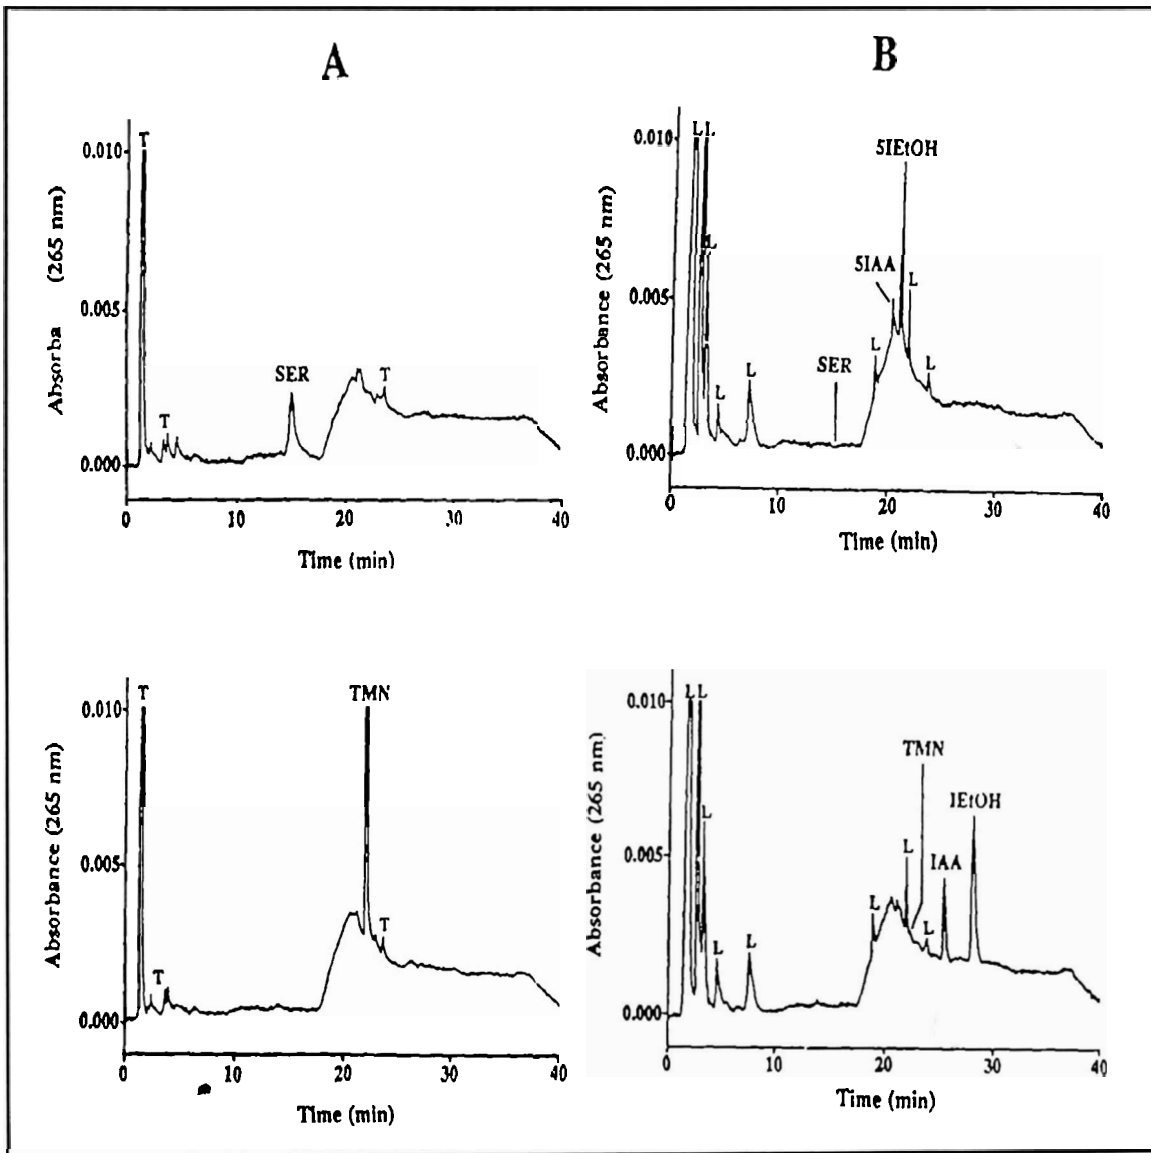 A
B
T
0.010
Absorba (265 nm)
0.005
SER
T
T
0.000
0 10 20 30 40
Time (min)
0.010
L L
5IEtOH
L
Absorbance (265 nm)
5IAA
L
0.005
L
SER
L
L
L
0.000
0 10 20 30 40
Time (min)
T
TMN
0.010
Absorbance (265 nm)
0.005
T
T
0.000
0 10 20 30 40
Time (min)
L L
0.010
TMN
IEtOH
Absorbance (265 nm)
L
0.005
L
IAA
L
L
L
L
0.000
0 10 20 30 40
Time (min)